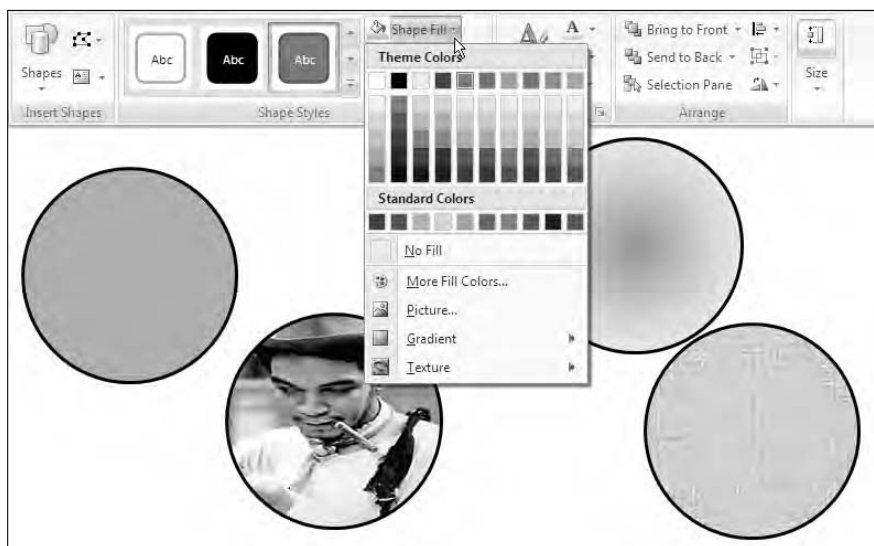 Shape Fill
Bring to Front
Send to Back
Selection Pane
Shapes
Abc Abc Abc
A
A
Size
Insert Shapes
Shape Styles
Arrange
Theme Colors
Standard Colors
No Fill
More Fill Colors...
Picture...
Gradient
Texture